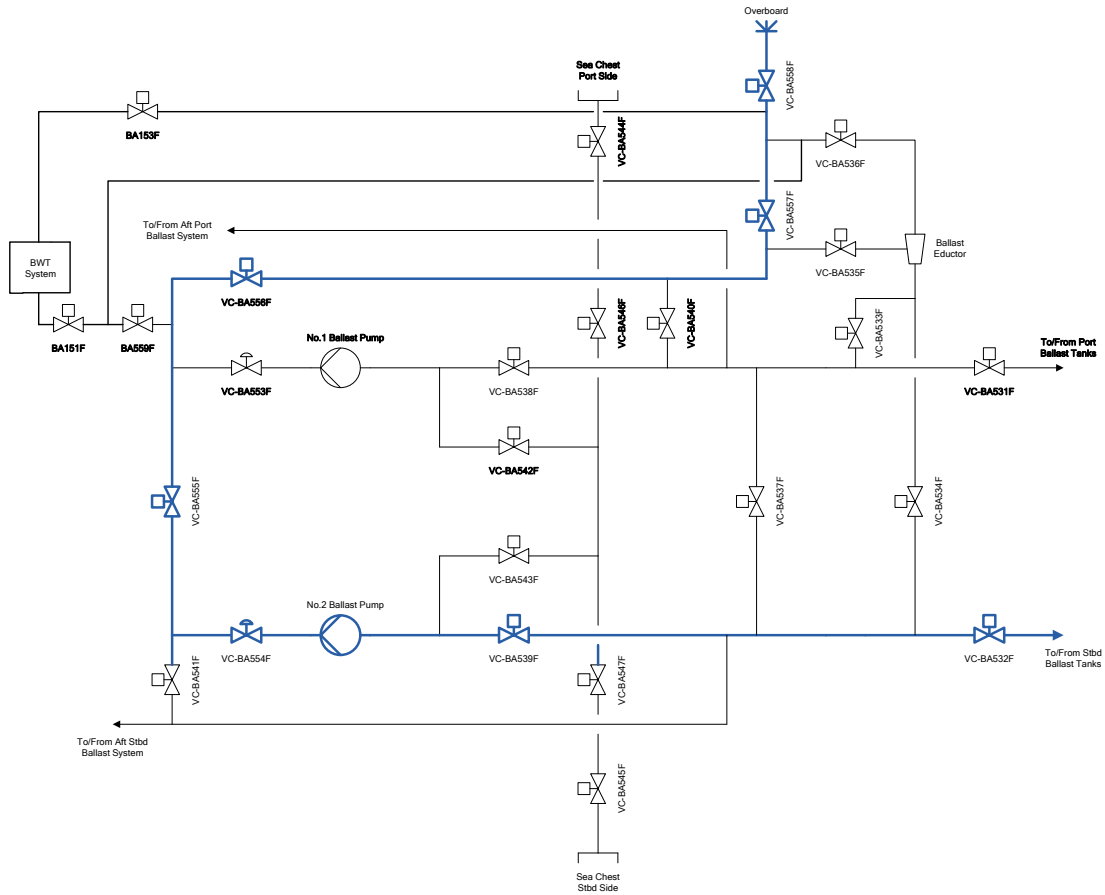 Overboard
VC-BA558F
Sea Chest
Port Side
BA153F
VC-BA544F
VC-BA536F
VC-BA557F
To/From Aft Port
Ballast System
Ballast
Eductor
BWT
System
VC-BA535F
VC-BA556F
VC-BA546F
VC-BA540F
VC-BA533F
BA151F
BA559F
No.1 Ballast Pump
To/From Port
Ballast Tanks
VC-BA553F
VC-BA538F
VC-BA531F
VC-BA542F
VC-BA555F
VC-BA537F
VC-BA534F
VC-BA543F
No.2 Ballast Pump
VC-BA554F
VC-BA539F
VC-BA532F
To/From Stbd
Ballast Tanks
VC-BA541F
VC-BA547F
To/From Aft Stbd
Ballast System
VC-BA545F
Sea Chest
Stbd Side